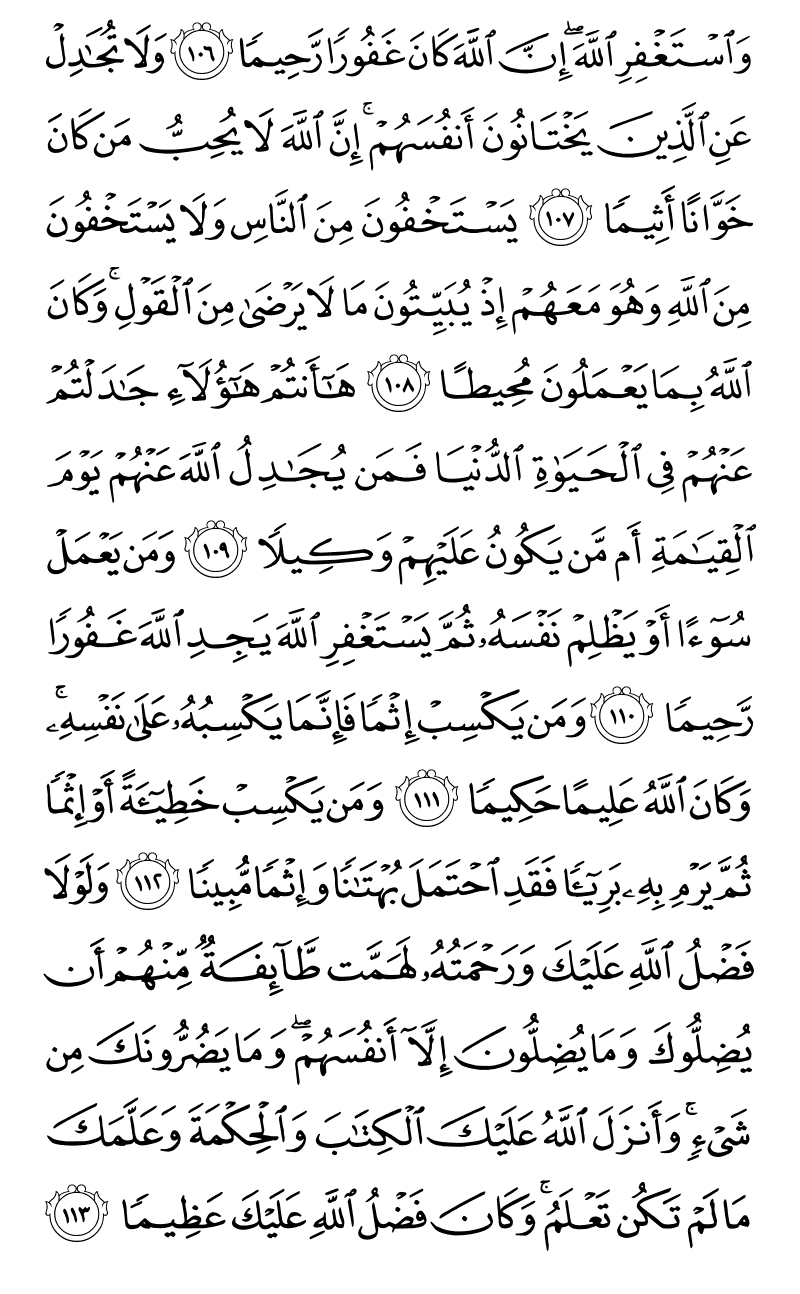 وَٱسۡتَغۡفِرِ ٱللَّهَۖ إِنَّ ٱللَّهَ كَانَ غَفُورٗا رَّحِيمٗا ١٠٦ وَلَا تُجَٰدِلۡ
عَنِ ٱلَّذِينَ يَخۡتَانُونَ أَنفُسَهُمۡۚ إِنَّ ٱللَّهَ لَا يُحِبُّ مَن كَانَ
خَوَّانًا أَثِيمٗا ١٠٧ يَسۡتَخۡفُونَ مِنَ ٱلنَّاسِ وَلَا يَسۡتَخۡفُونَ
مِنَ ٱللَّهِ وَهُوَ مَعَهُمۡ إِذۡ يُبَيِّتُونَ مَا لَا يَرۡضَىٰ مِنَ ٱلۡقَوۡلِۚ وَكَانَ
ٱللَّهُ بِمَا يَعۡمَلُونَ مُحِيطًا ١٠٨ هَٰٓأَنتُمۡ هَٰٓؤُلَآءِ جَٰدَلۡتُمۡ
عَنۡهُمۡ فِي ٱلۡحَيَوٰةِ ٱلدُّنۡيَا فَمَن يُجَٰدِلُ ٱللَّهَ عَنۡهُمۡ يَوۡمَ
ٱلۡقِيَٰمَةِ أَم مَّن يَكُونُ عَلَيۡهِمۡ وَكِيلٗا ١٠٩ وَمَن يَعۡمَلۡ
سُوٓءًا أَوۡ يَظۡلِمۡ نَفۡسَهُۥ ثُمَّ يَسۡتَغۡفِرِ ٱللَّهَ يَجِدِ ٱللَّهَ غَفُورٗا
رَّحِيمٗا ١١٠ وَمَن يَكۡسِبۡ إِثۡمٗا فَإِنَّمَا يَكۡسِبُهُۥ عَلَىٰ نَفۡسِهِۦۚ
وَكَانَ ٱللَّهُ عَلِيمًا حَكِيمٗا ١١١ وَمَن يَكۡسِبۡ خَطِيٓـَٔةً أَوۡ إِثۡمٗا
ثُمَّ يَرۡمِ بِهِۦ بَرِيٓـٔٗا فَقَدِ ٱحۡتَمَلَ بُهۡتَٰنٗا وَإِثۡمٗا مُّبِينٗا ١١٢ وَلَوۡلَا
فَضۡلُ ٱللَّهِ عَلَيۡكَ وَرَحۡمَتُهُۥ لَهَمَّت طَّآئِفَةٞ مِّنۡهُمۡ أَن
يُضِلُّوكَ وَمَا يُضِلُّونَ إِلَّآ أَنفُسَهُمۡۖ وَمَا يَضُرُّونَكَ مِن
شَيۡءٖۚ وَأَنزَلَ ٱللَّهُ عَلَيۡكَ ٱلۡكِتَٰبَ وَٱلۡحِكۡمَةَ وَعَلَّمَكَ
مَا لَمۡ تَكُن تَعۡلَمُۚ وَكَانَ فَضۡلُ ٱللَّهِ عَلَيۡكَ عَظِيمٗا ١١٣